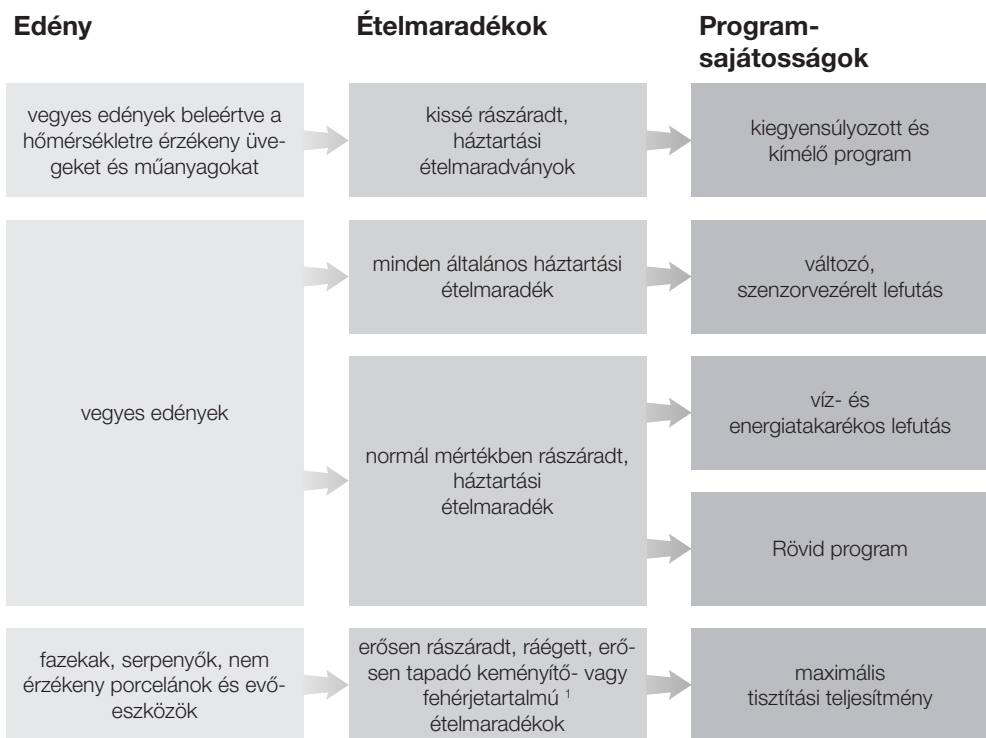 Edény
Ételmaradékok
Program-
sajátosságok
vegyes edények beleértve a
hőmérsékletre érzékeny üve-
geket és műanyagokat
kissé rászáradt,
háztartási
ételmaradványok
kiegyensúlyozott és
kímélő program
vegyes edények
minden általános háztartási
ételmaradék
változó,
szenzorvezérelt lefutás
normál mértékben rászáradt,
háztartási
ételmaradék
víz- és
energiatakarékos lefutás
Rövid program
fazekak, serpenyők, nem
érzékeny porcelánok és evő-
eszközök
erősen rászáradt, ráégett, erő-
sen tapadó keményítő- vagy
fehérjetartalmú 1
ételmaradékok
maximális
tisztítási teljesítmény